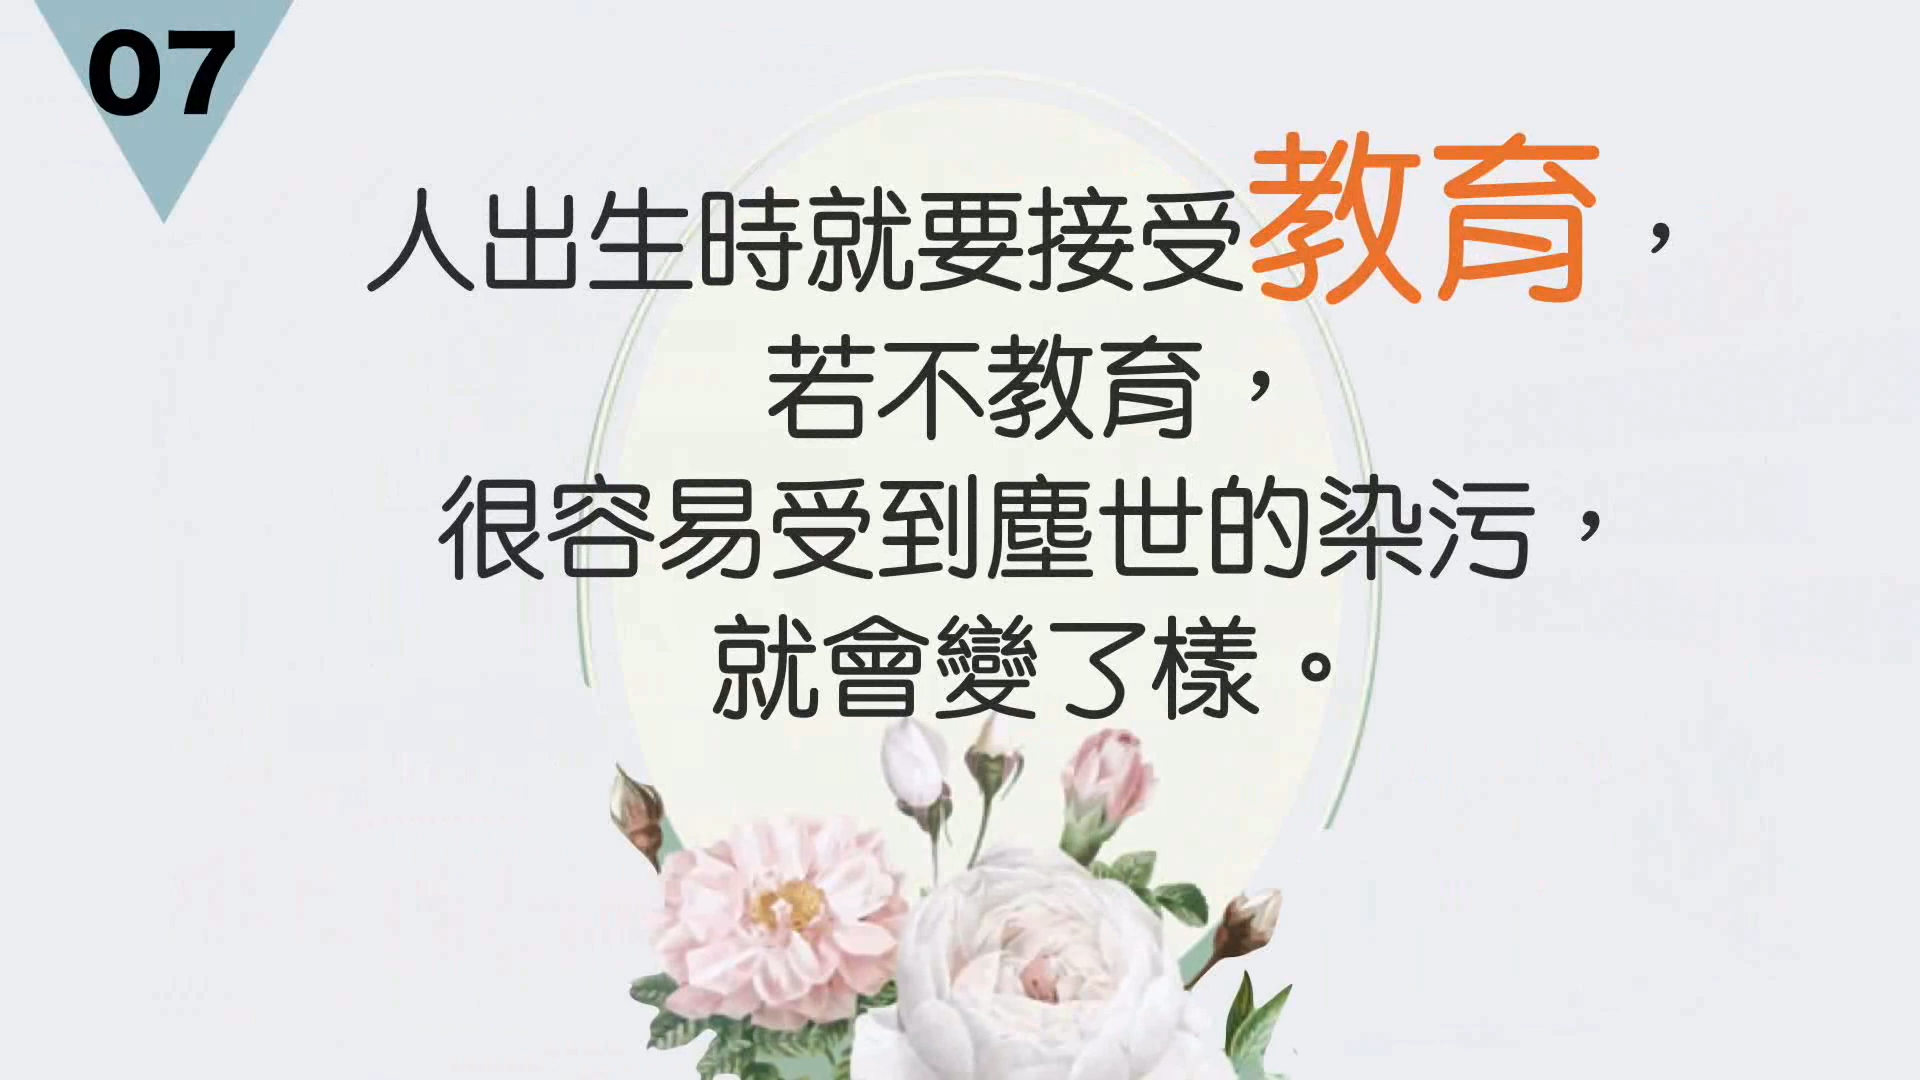 07
人出生時就要接受教育，
若不教育，
很容易受到塵世的染污，
就會變了樣。